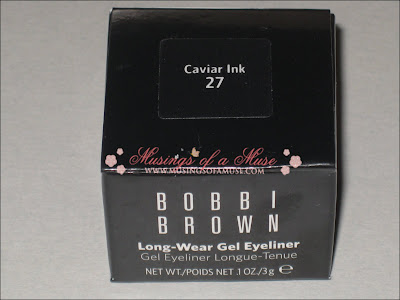 Caviar Ink
27
Musings of a Muse
WWW.MUSINGSOFAMUSE.COM
BOBBI
BROWN
Long-Wear Gel Eyeliner
Gel Eyeliner Longue-Tenue
NET WT./POIDS NET .1 OZ./3g ℮